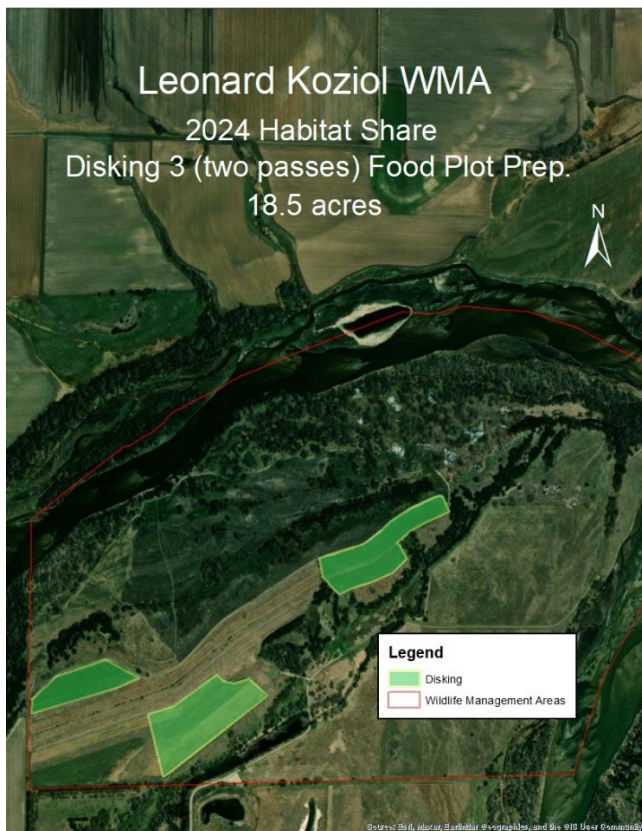 Leonard Koziol WMA
2024 Habitat Share
Disking 3 (two passes) Food Plot Prep.
18.5 acres
N
Legend
Disking
Wildlife Management Areas
Source: Esri, Maxar, Earthstar Geographics, and the GIS User Community